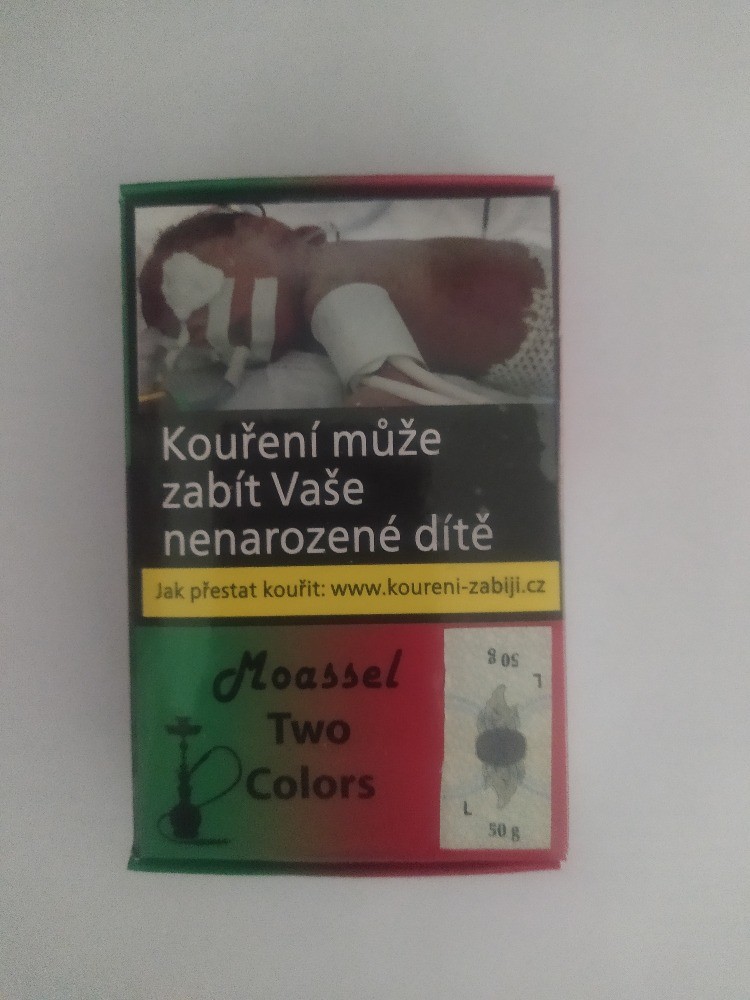 Kouření může
zabít Vaše
nenarozené dítě
Jak přestat kouřit: www.koureni-zabiji.cz
Moassel
Two
Colors
50 g
L
L
50 g